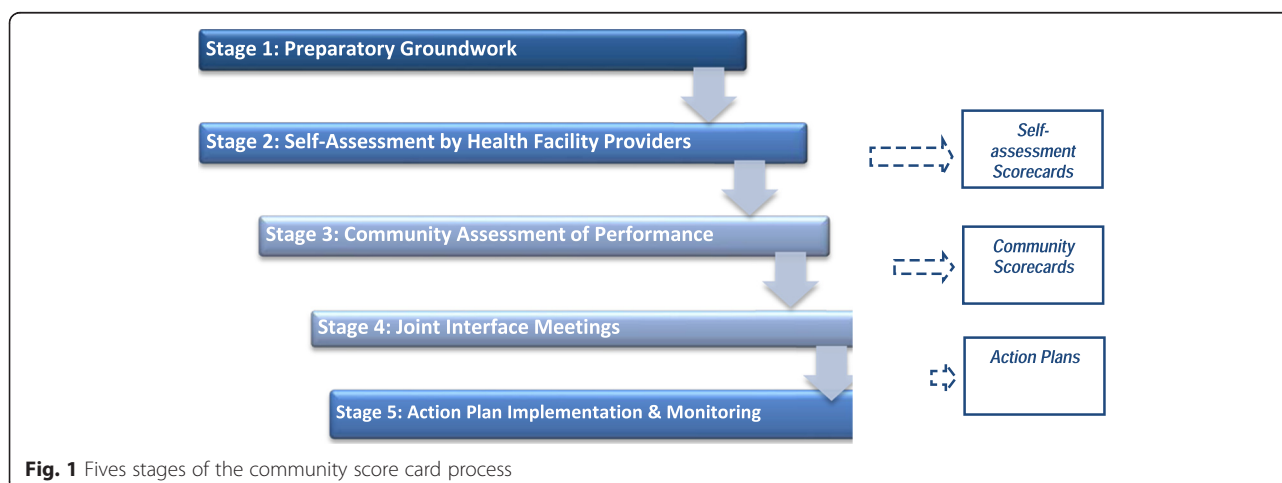 Stage 1: Preparatory Groundwork
Stage 2: Self-Assessment by Health Facility Providers
Self-
assessment
Scorecards
Stage 3: Community Assessment of Performance
Community
Scorecards
Stage 4: Joint Interface Meetings
Action Plans
Stage 5: Action Plan Implementation & Monitoring
Fig. 1 Fives stages of the community score card process